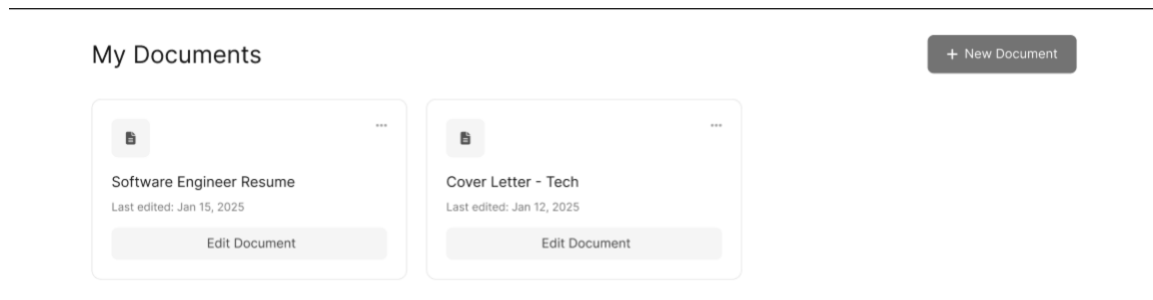 My Documents
+ New Document
Software Engineer Resume
Last edited: Jan 15, 2025
Edit Document
Cover Letter - Tech
Last edited: Jan 12, 2025
Edit Document